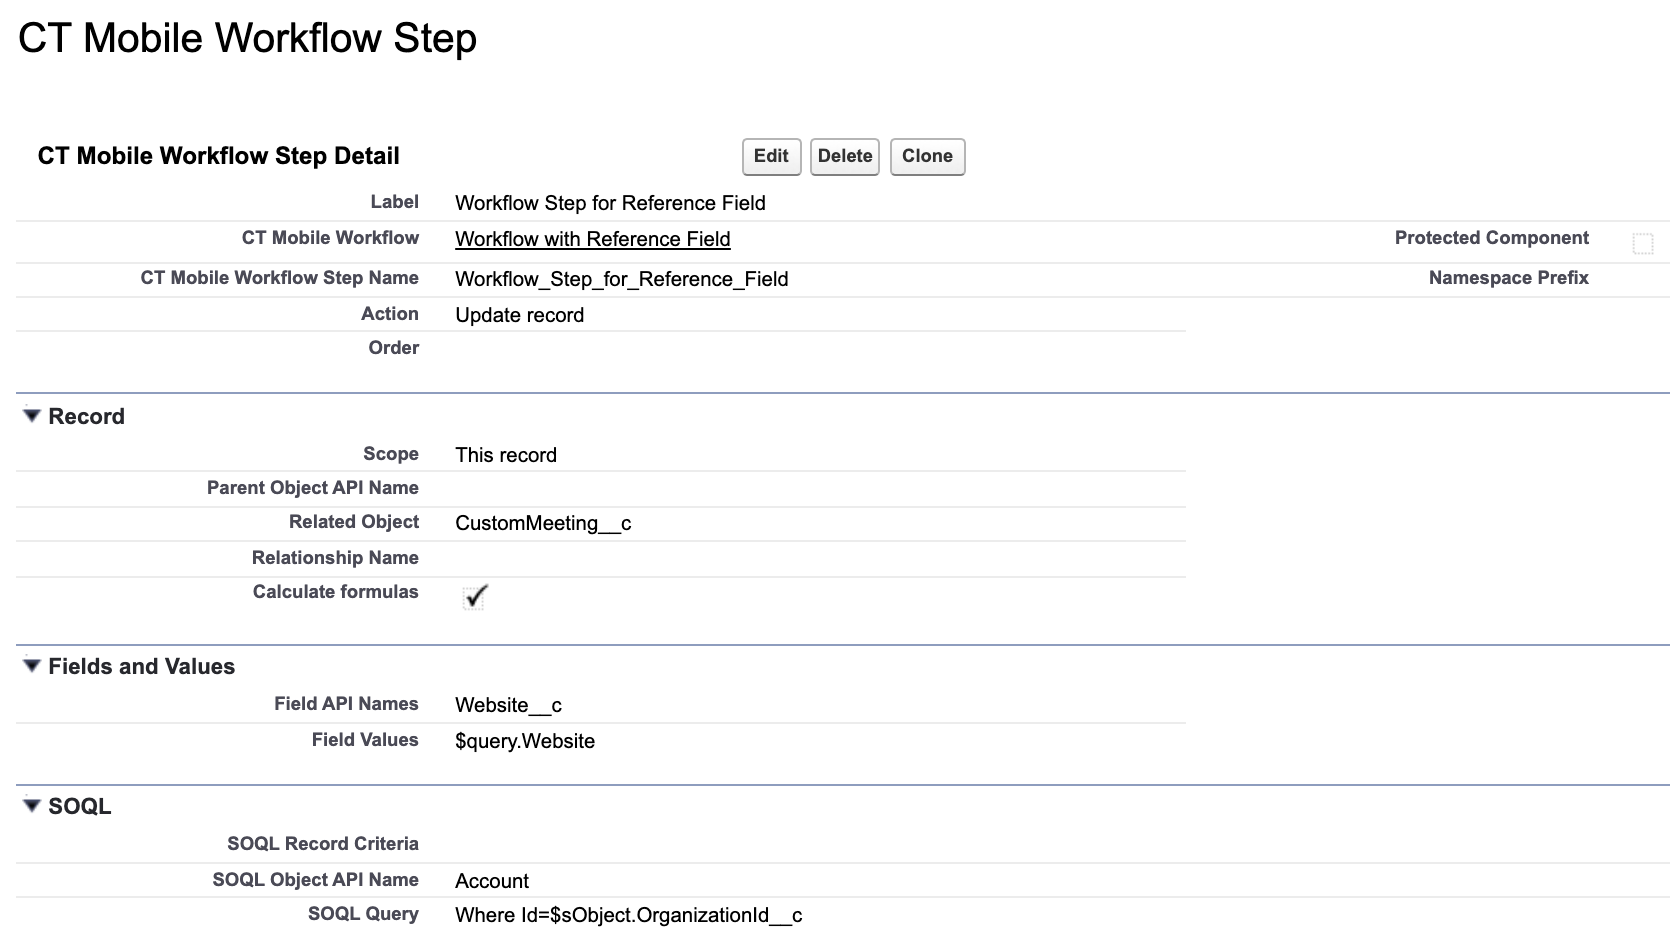 CT Mobile Workflow Step
CT Mobile Workflow Step Detail Edit Delete Clone
Label Workflow Step for Reference Field
CT Mobile Workflow Workflow with Reference Field Protected Component
CT Mobile Workflow Step Name Workflow_Step_for_Reference_Field Namespace Prefix
Action Update record
Order
Record
Scope This record
Parent Object API Name
Related Object CustomMeeting__c
Relationship Name
Calculate formulas
Fields and Values
Field API Names Website__c
Field Values $query.Website
SOQL
SOQL Record Criteria
SOQL Object API Name Account
SOQL Query Where Id=$sObject.OrganizationId__c